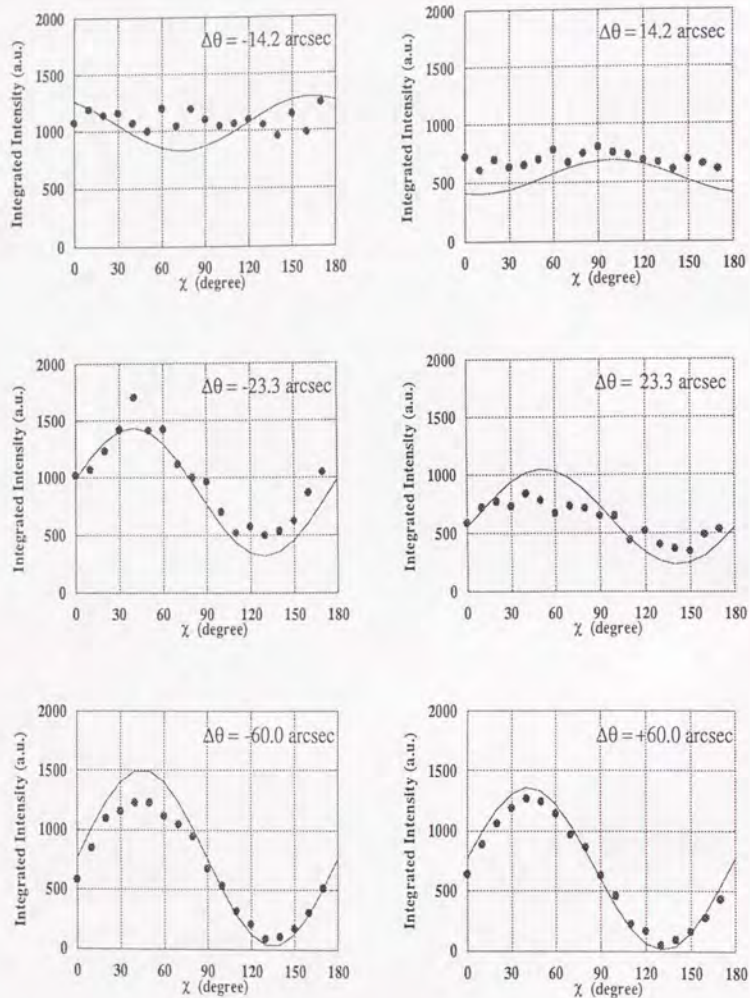 Δθ = -14.2 arcsec
Integrated Intensity (a.u.)
2000
1500
1000
500
0
0 30 60 90 120 150 180
χ (degree)
Δθ = 14.2 arcsec
Integrated Intensity (a.u.)
2000
1500
1000
500
0
0 30 60 90 120 150 180
χ (degree)
Δθ = -23.3 arcsec
Integrated Intensity (a.u.)
2000
1500
1000
500
0
0 30 60 90 120 150 180
χ (degree)
Δθ = 23.3 arcsec
Integrated Intensity (a.u.)
2000
1500
1000
500
0
0 30 60 90 120 150 180
χ (degree)
Δθ = -60.0 arcsec
Integrated Intensity (a.u.)
2000
1500
1000
500
0
0 30 60 90 120 150 180
χ (degree)
Δθ = +60.0 arcsec
Integrated Intensity (a.u.)
2000
1500
1000
500
0
0 30 60 90 120 150 180
χ (degree)